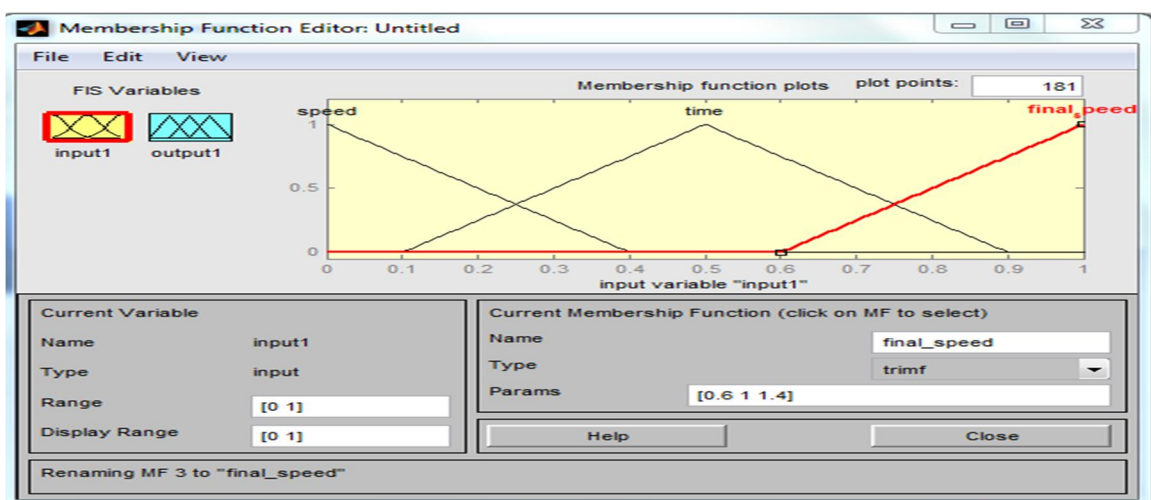 Membership Function Editor: Untitled
File Edit View
FIS Variables
input1 output1
Membership function plots plot points: 181
speed time final_speed
1
0.5
0
0 0.1 0.2 0.3 0.4 0.5 0.6 0.7 0.8 0.9 1
input variable "input1"
Current Variable
Name input1
Type input
Range [0 1]
Display Range [0 1]
Current Membership Function (click on MF to select)
Name final_speed
Type trimf
Params [0.6 1 1.4]
Help Close
Renaming MF 3 to "final_speed"